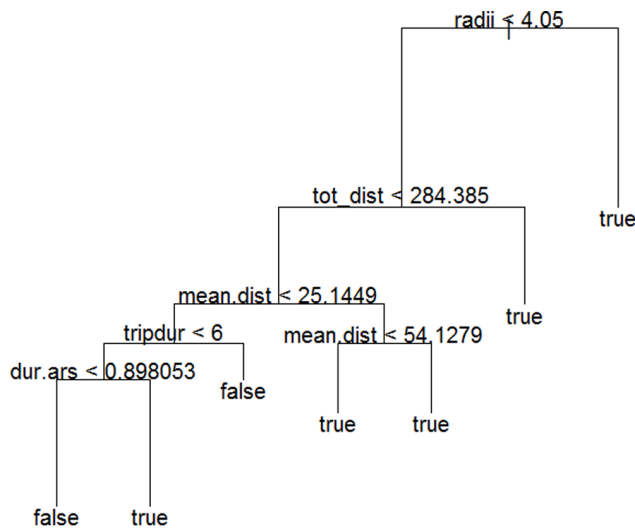 radii < 4.05
tot_dist < 284.385
true
mean.dist < 25.1449
true
tripdur < 6
mean.dist < 54.1279
dur.ars < 0.898053
false
true
true
false
true